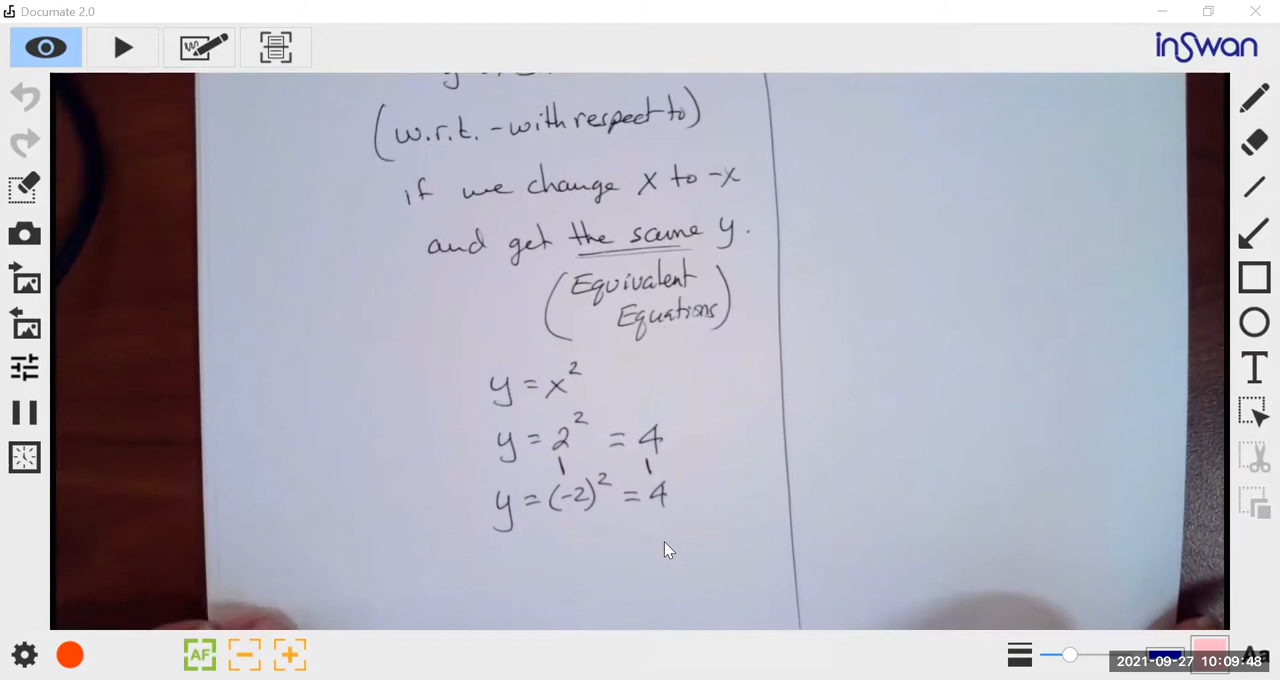 Documate 2.0
inSwan
(w.r.t. - with respect to)
if we change x to -x
and get the same y.
(Equivalent
Equations)
y = x²
y = 2² = 4
y = (-2)² = 4
AF
T
Aa
2021-09-27 10:09:48